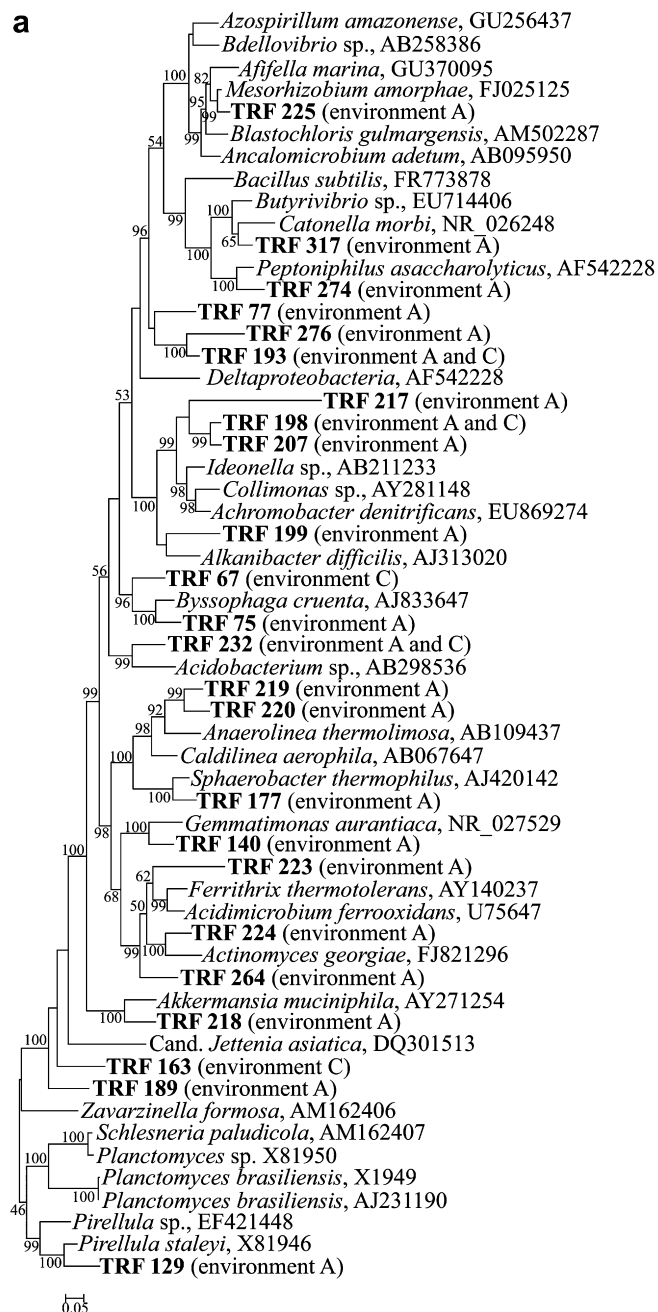 a
Azospirillum amazonense, GU256437
Bdellovibrio sp., AB258386
Afifella marina, GU370095
100
82
Mesorhizobium amorphae, FJ025125
95
99
TRF 225 (environment A)
99
Blastochloris gulmargensis, AM502287
54
Ancalomicrobium adetum, AB095950
Bacillus subtilis, FR773878
Butyrivibrio sp., EU714406
100
99
Catonella morbi, NR_026248
96
65
TRF 317 (environment A)
100
Peptoniphilus asaccharolyticus, AF542228
100
TRF 274 (environment A)
TRF 77 (environment A)
TRF 276 (environment A)
100
TRF 193 (environment A and C)
Deltaproteobacteria, AF542228
53
TRF 217 (environment A)
TRF 198 (environment A and C)
99
99
TRF 207 (environment A)
Ideonella sp., AB211233
98
Collimonas sp., AY281148
100
98
Achromobacter denitrificans, EU869274
TRF 199 (environment A)
Alkanibacter difficilis, AJ313020
56
TRF 67 (environment C)
96
Byssophaga cruenta, AJ833647
100
TRF 75 (environment A)
TRF 232 (environment A and C)
99
Acidobacterium sp., AB298536
99
99
TRF 219 (environment A)
92
TRF 220 (environment A)
98
Anaerolinea thermolimosa, AB109437
100
Caldilinea aerophila, AB067647
Sphaerobacter thermophilus, AJ420142
100
TRF 177 (environment A)
98
100
Gemmatimonas aurantiaca, NR_027529
TRF 140 (environment A)
100
TRF 223 (environment A)
62
68
Ferrithrix thermotolerans, AY140237
50
99
Acidimicrobium ferrooxidans, U75647
TRF 224 (environment A)
99
100
Actinomyces georgiae, FJ821296
TRF 264 (environment A)
Akkermansia muciniphila, AY271254
100
TRF 218 (environment A)
100
Cand. Jettenia asiatica, DQ301513
TRF 163 (environment C)
TRF 189 (environment A)
Zavarzinella formosa, AM162406
100
Schlesneria paludicola, AM162407
100
Planctomyces sp. X81950
Planctomyces brasiliensis, X1949
100
Planctomyces brasiliensis, AJ231190
46
Pirellula sp., EF421448
99
Pirellula staleyi, X81946
100
TRF 129 (environment A)
0.05